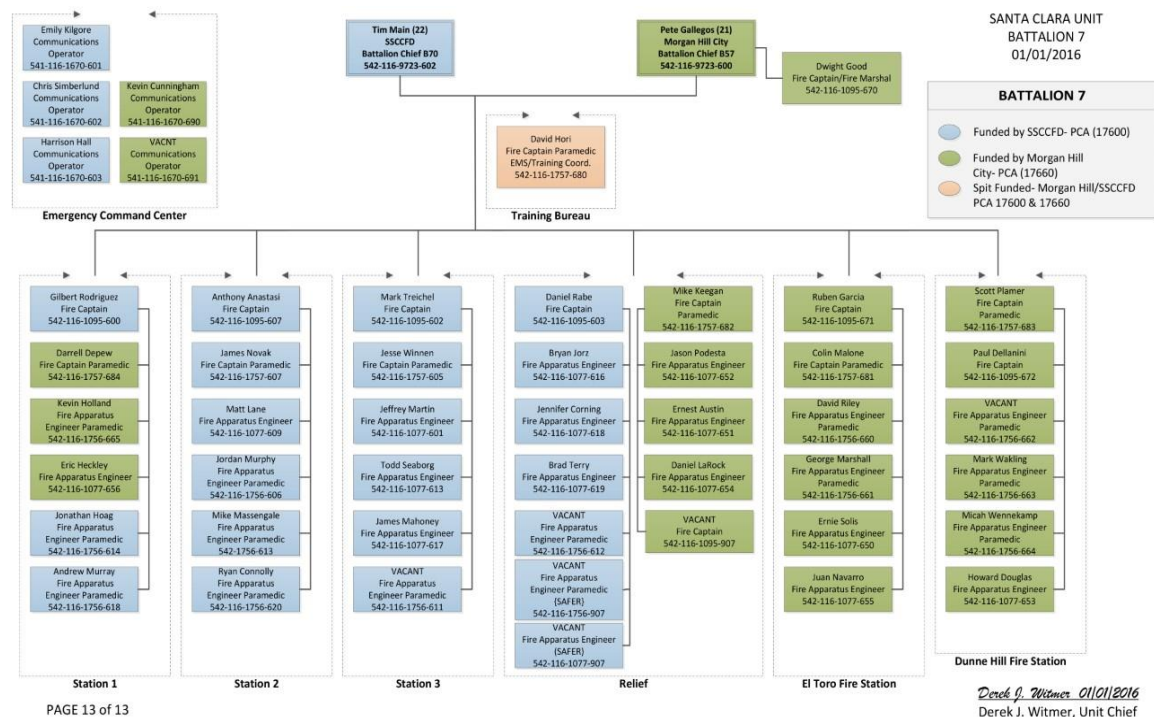 SANTA CLARA UNIT
BATTALION 7
01/01/2016
Emily Kilgore
Communications
Operator
541-116-1670-601
Chris Simberlund
Communications
Operator
541-116-1670-602
Kevin Cunningham
Communications
Operator
541-116-1670-690
Harrison Hall
Communications
Operator
541-116-1670-603
VACNT
Communications
Operator
541-116-1670-691
Emergency Command Center
Tim Main (22)
SSCCFD
Battalion Chief B70
542-116-9723-602
Pete Gallegos (21)
Morgan Hill City
Battalion Chief B57
542-116-9723-600
Dwight Good
Fire Captain/Fire Marshal
542-116-1095-670
David Hori
Fire Captain Paramedic
EMS/Training Coord.
542-116-1757-680
Training Bureau
BATTALION 7
Funded by SSCCFD- PCA (17600)
Funded by Morgan Hill
City- PCA (17660)
Spit Funded- Morgan Hill/SSCCFD
PCA 17600 & 17660
Gilbert Rodriguez
Fire Captain
542-116-1095-600
Darrell Depew
Fire Captain Paramedic
542-116-1757-684
Kevin Holland
Fire Apparatus
Engineer Paramedic
542-116-1756-665
Eric Heckley
Fire Apparatus Engineer
542-116-1077-656
Jonathan Hoag
Fire Apparatus
Engineer Paramedic
542-116-1756-614
Andrew Murray
Fire Apparatus
Engineer Paramedic
542-116-1756-618
Station 1
Anthony Anastasi
Fire Captain
542-116-1095-607
James Novak
Fire Captain Paramedic
542-116-1757-607
Matt Lane
Fire Apparatus Engineer
542-116-1077-609
Jordan Murphy
Fire Apparatus
Engineer Paramedic
542-116-1756-606
Mike Massengale
Fire Apparatus
Engineer Paramedic
542-1756-613
Ryan Connolly
Fire Apparatus
Engineer Paramedic
542-116-1756-620
Station 2
Mark Treichel
Fire Captain
542-116-1095-602
Jesse Winnen
Fire Captain Paramedic
542-116-1757-605
Jeffrey Martin
Fire Apparatus Engineer
542-116-1077-601
Todd Seaborg
Fire Apparatus Engineer
542-116-1077-613
James Mahoney
Fire Apparatus Engineer
542-116-1077-617
VACANT
Fire Apparatus
Engineer Paramedic
542-116-1756-611
Station 3
Daniel Rabe
Fire Captain
542-116-1095-603
Bryan Jorz
Fire Apparatus Engineer
542-116-1077-616
Jennifer Corning
Fire Apparatus Engineer
542-116-1077-618
Brad Terry
Fire Apparatus Engineer
542-116-1077-619
VACANT
Fire Apparatus
Engineer Paramedic
542-116-1756-612
VACANT
Fire Apparatus
Engineer Paramedic
(SAFER)
542-116-1756-907
VACANT
Fire Apparatus Engineer
(SAFER)
542-116-1077-907
Mike Keegan
Fire Captain
Paramedic
542-116-1757-682
Jason Podesta
Fire Apparatus Engineer
542-116-1077-652
Ernest Austin
Fire Apparatus Engineer
542-116-1077-651
Daniel LaRock
Fire Apparatus Engineer
542-116-1077-654
VACANT
Fire Captain
542-116-1095-907
Relief
Ruben Garcia
Fire Captain
542-116-1095-671
Colin Malone
Fire Captain Paramedic
542-116-1757-681
David Riley
Fire Apparatus Engineer
Paramedic
542-116-1756-660
George Marshall
Fire Apparatus Engineer
Paramedic
542-116-1756-661
Ernie Solis
Fire Apparatus Engineer
542-116-1077-650
Juan Navarro
Fire Apparatus Engineer
542-116-1077-655
El Toro Fire Station
Scott Plamer
Fire Captain
Paramedic
542-116-1757-683
Paul Dellanini
Fire Captain
542-116-1095-672
VACANT
Fire Apparatus Engineer
Paramedic
542-116-1756-662
Mark Wakling
Fire Apparatus Engineer
Paramedic
542-116-1756-663
Micah Wennekamp
Fire Apparatus Engineer
Paramedic
542-116-1756-664
Howard Douglas
Fire Apparatus Engineer
542-116-1077-653
Dunne Hill Fire Station
PAGE 13 of 13
Derek J. Witmer 01/01/2016
Derek J. Witmer, Unit Chief